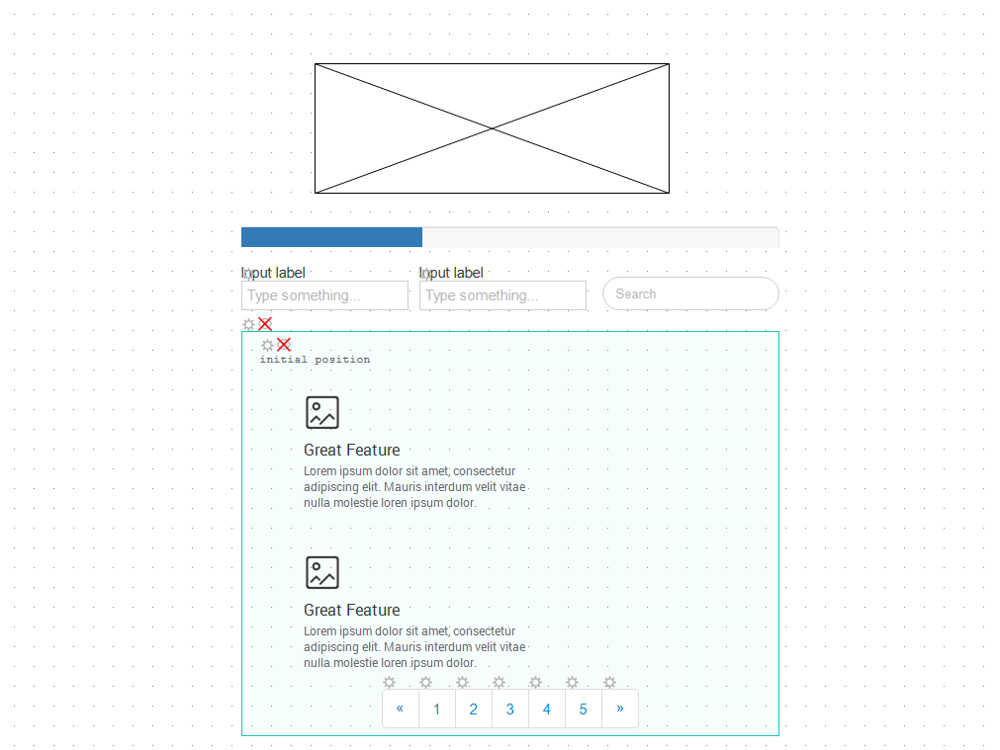 Input label Input label
Type something... Type something... Search
initial position
Great Feature
Lorem ipsum dolor sit amet, consectetur
adipiscing elit. Mauris interdum velit vitae
nulla molestie loren ipsum dolor.
Great Feature
Lorem ipsum dolor sit amet, consectetur
adipiscing elit. Mauris interdum velit vitae
nulla molestie loren ipsum dolor.
« 1 2 3 4 5 »